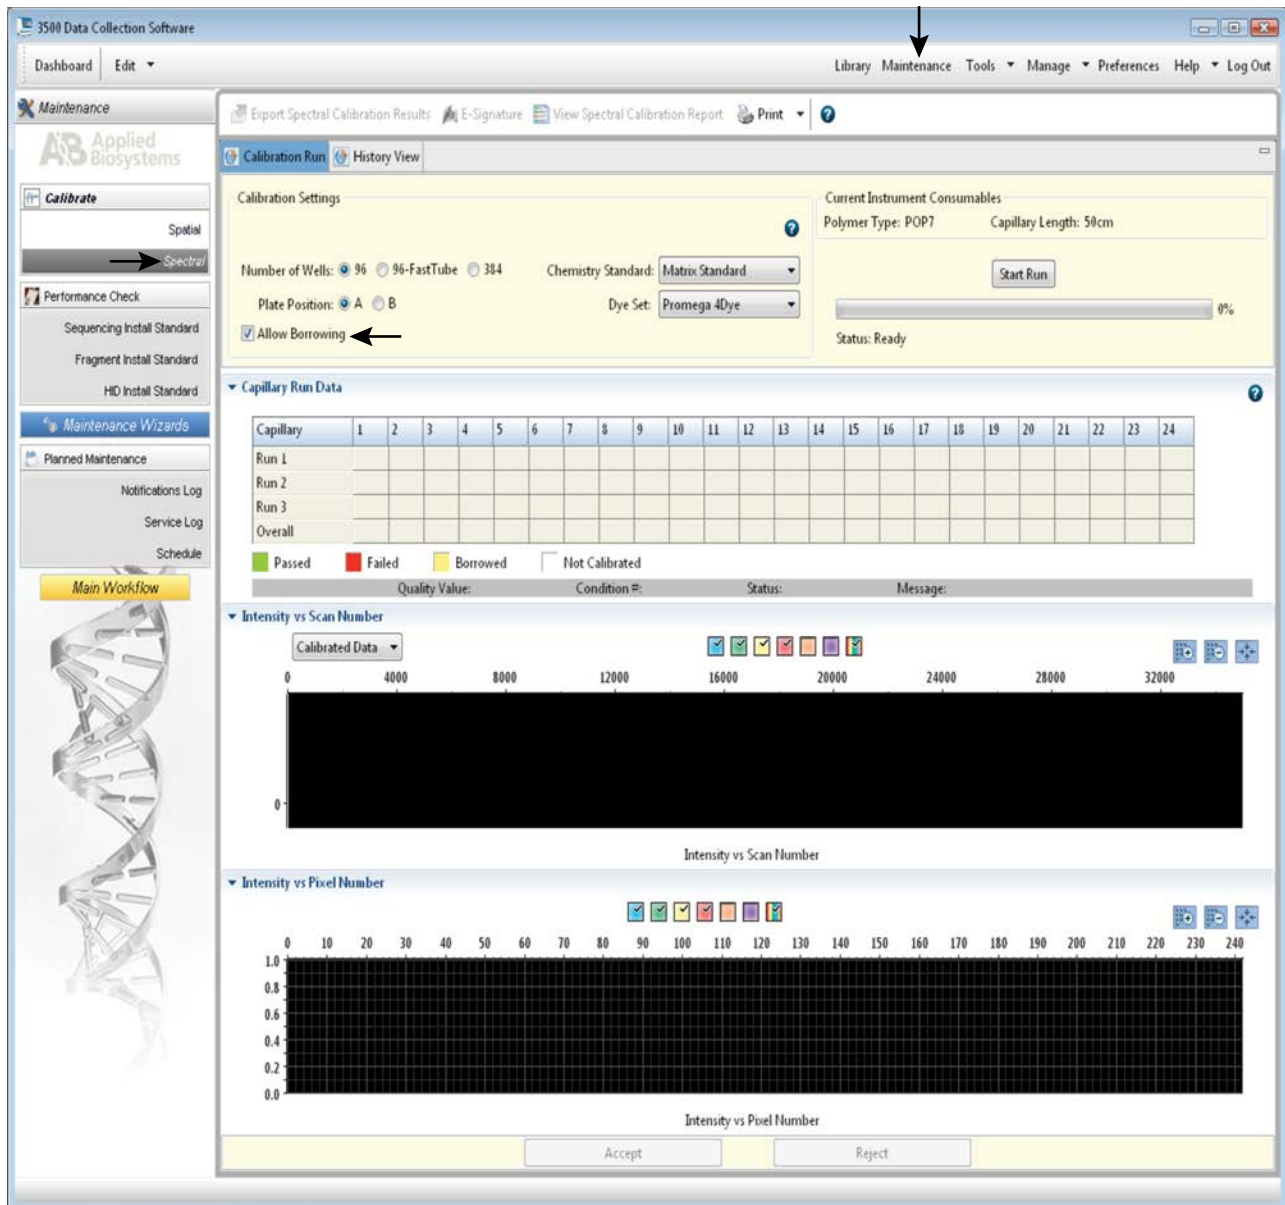 3500 Data Collection Software
Dashboard Edit Library Maintenance Tools Manage Preferences Help Log Out
Maintenance
AB Applied Biosystems
Calibrate
Spatial
Spectral
Performance Check
Sequencing Install Standard
Fragment Install Standard
HID Install Standard
Maintenance Wizards
Planned Maintenance
Notifications Log
Service Log
Schedule
Main Workflow
Export Spectral Calibration Results E-Signature View Spectral Calibration Report Print ?
Calibration Run History View
Calibration Settings
?
Number of Wells: 96 96-FastTube 384 Chemistry Standard: Matrix Standard
Plate Position: A B Dye Set: Promega 4Dye
Allow Borrowing
Current Instrument Consumables
Polymer Type: POP7 Capillary Length: 50cm
Start Run
0%
Status: Ready
Capillary Run Data
?
Capillary 1 2 3 4 5 6 7 8 9 10 11 12 13 14 15 16 17 18 19 20 21 22 23 24
Run 1
Run 2
Run 3
Overall
Passed Failed Borrowed Not Calibrated
Quality Value: Condition #: Status: Message:
Intensity vs Scan Number
Calibrated Data
0 4000 8000 12000 16000 20000 24000 28000 32000
0
Intensity vs Scan Number
Intensity vs Pixel Number
0 10 20 30 40 50 60 70 80 90 100 110 120 130 140 150 160 170 180 190 200 210 220 230 240
1.0
0.8
0.6
0.4
0.2
0.0
Intensity vs Pixel Number
Accept Reject